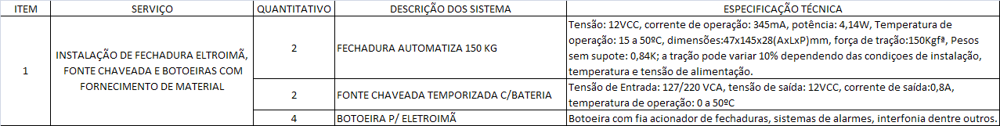 ITEM SERVIÇO QUANTITATIVO DESCRIÇÃO DOS SISTEMA ESPECIFICAÇÃO TÉCNICA
1
INSTALAÇÃO DE FECHADURA ELTROIMÃ,
FONTE CHAVEADA E BOTOEIRAS COM
FORNECIMENTO DE MATERIAL
2
FECHADURA AUTOMATIZA 150 KG
Tensão: 12VCC, corrente de operação: 345mA, potência: 4,14W, Temperatura de
operação: 15 a 50ºC, dimensões:47x145x28(AxLxP)mm, força de tração:150Kgfª, Pesos
sem supote: 0,84K; a tração pode variar 10% dependendo das condiçoes de instalação,
temperatura e tensão de alimentação.
2
FONTE CHAVEADA TEMPORIZADA C/BATERIA
Tensão de Entrada: 127/220 VCA, tensão de saída: 12VCC, corrente de saída:0,8A,
temperatura de operação: 0 a 50ºC
4
BOTOEIRA P/ ELETROIMÃ
Botoeira com fia acionador de fechaduras, sistemas de alarmes, interfonia dentre outros.